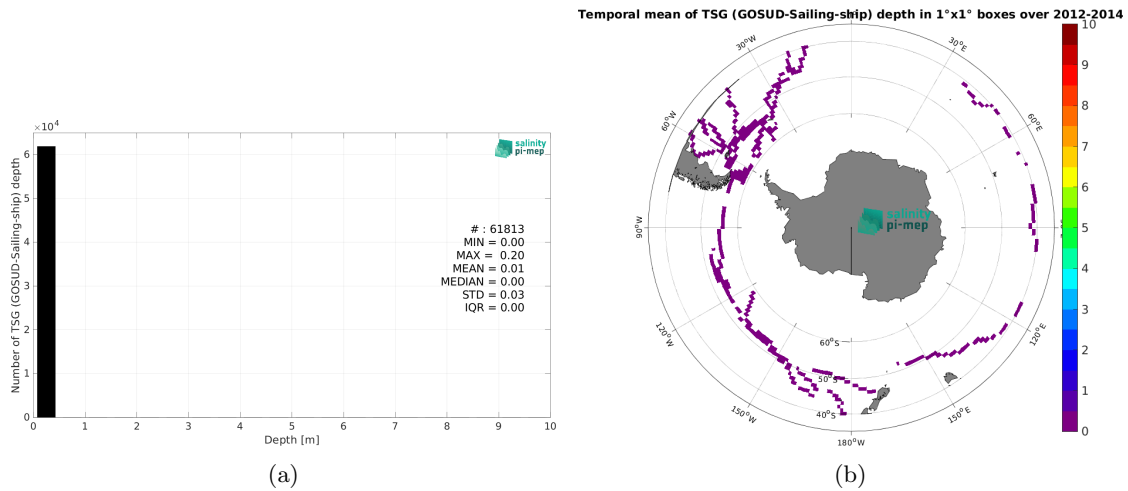 Temporal mean of TSG (GOSUD-Sailing-ship) depth in 1°x1° boxes over 2012-2014
×10⁴
Number of TSG (GOSUD-Sailing-ship) depth
6
5
4
3
2
1
0
0 1 2 3 4 5 6 7 8 9 10
Depth [m]
salinity
pi-mep
# : 61813
MIN = 0.00
MAX = 0.20
MEAN = 0.01
MEDIAN = 0.00
STD = 0.03
IQR = 0.00
(a)
30°W
30°E
60°W
60°E
90°W
120°W
120°E
150°W
150°E
180°W
60°S
50°S
40°S
salinity
pi-mep
10
9
8
7
6
5
4
3
2
1
0
(b)